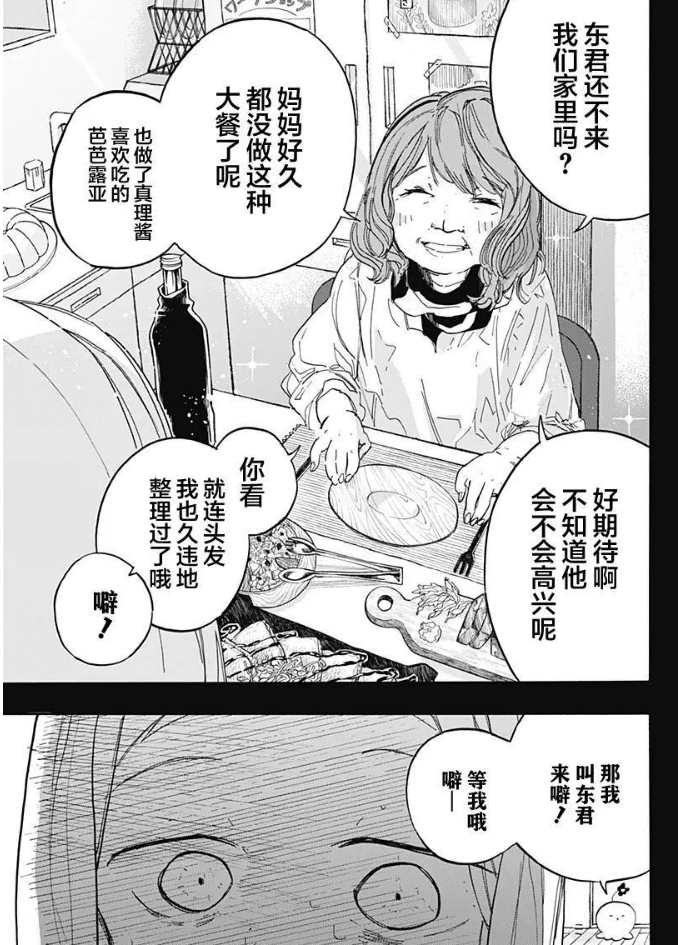 东君还不来
我们家里吗？
妈妈好久
都没做这种
大餐了呢
也做了真理酱
喜欢吃的
芭芭露亚
好期待啊
不知道他
会不会高兴呢
你看
就连头发
我也久违地
整理过了哦
噼！
那我
叫东君
来噼！
等我哦
噼—